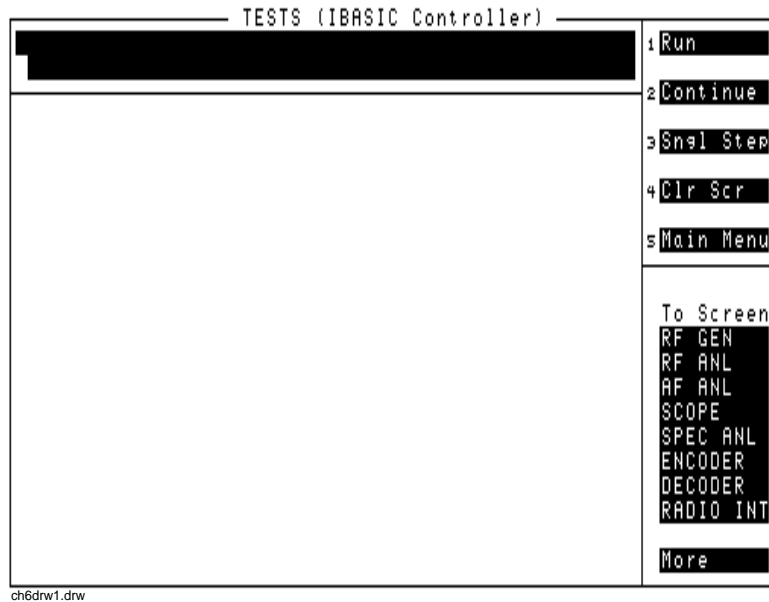 TESTS (IBASIC Controller)
1 Run
2 Continue
3 Sngl Step
4 Clr Scr
5 Main Menu
To Screen
RF GEN
RF ANL
AF ANL
SCOPE
SPEC ANL
ENCODER
DECODER
RADIO INT
More
ch6drw1.drw